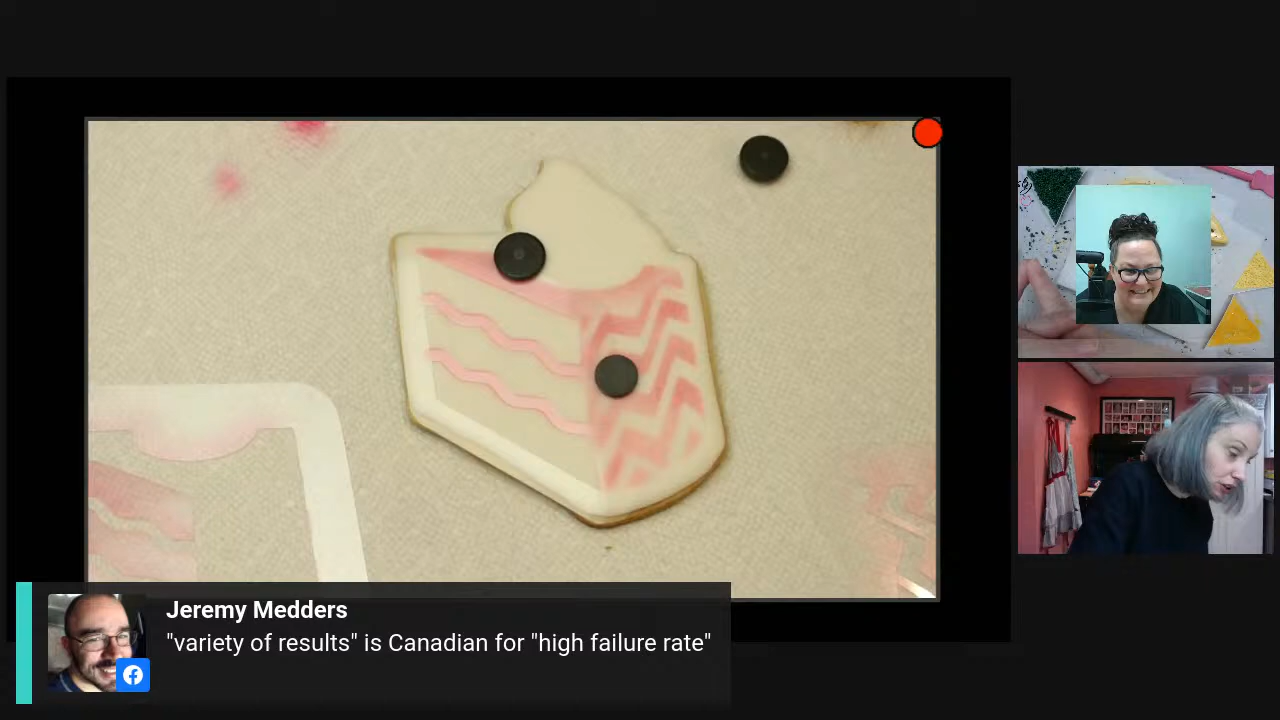 Jeremy Medders
"variety of results" is Canadian for "high failure rate"